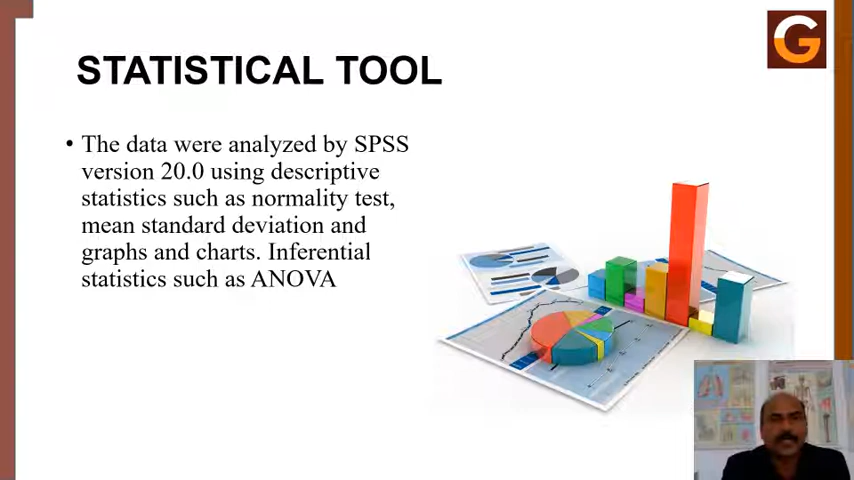 STATISTICAL TOOL
G
• The data were analyzed by SPSS
version 20.0 using descriptive
statistics such as normality test,
mean standard deviation and
graphs and charts. Inferential
statistics such as ANOVA